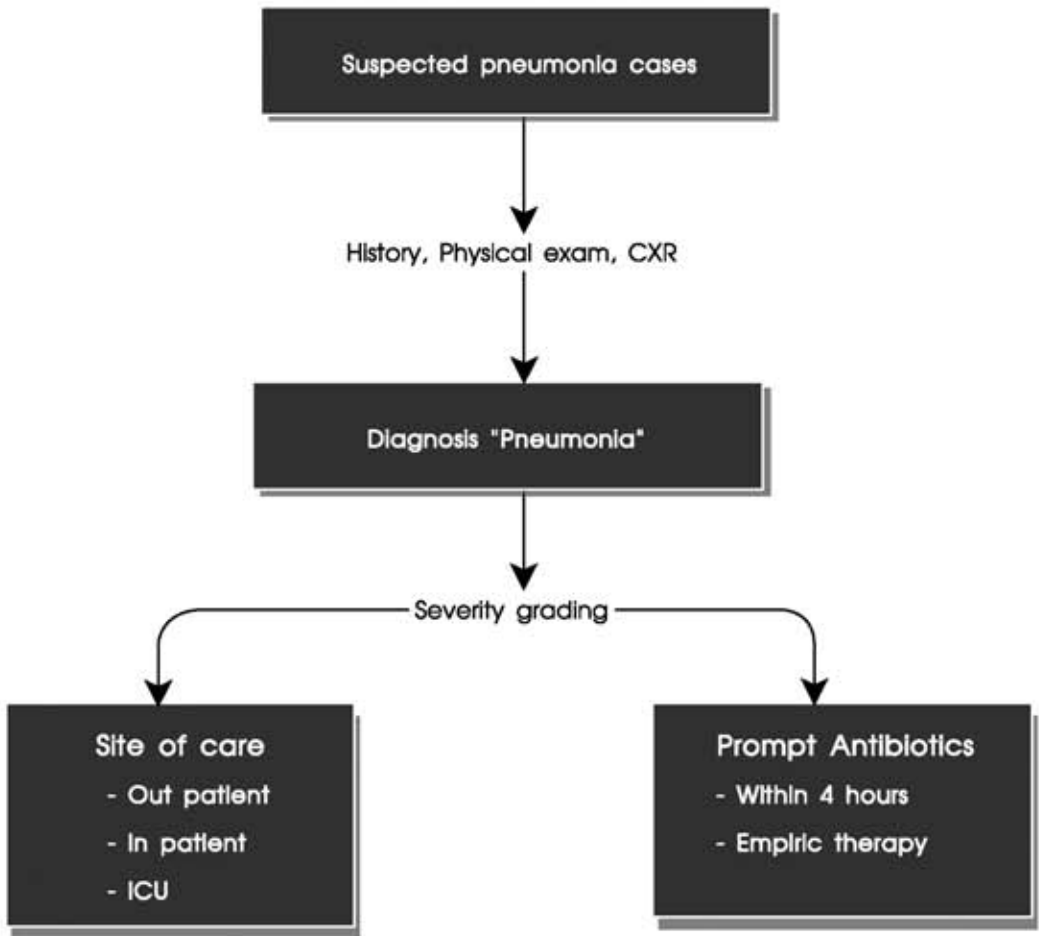 Suspected pneumonia cases
History, Physical exam, CXR
Diagnosis "Pneumonia"
Severity grading
Site of care
- Out patient
- In patient
- ICU
Prompt Antibiotics
- Within 4 hours
- Empiric therapy